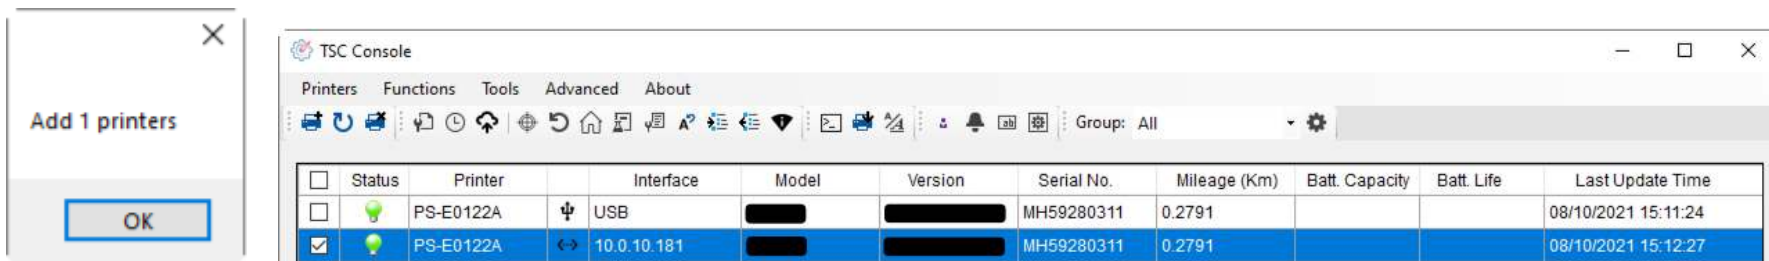 Add 1 printers
OK
TSC Console
Printers Functions Tools Advanced About
Group: All
Status Printer Interface Model Version Serial No. Mileage (Km) Batt. Capacity Batt. Life Last Update Time
PS-E0122A USB MH59280311 0.2791 08/10/2021 15:11:24
PS-E0122A 10.0.10.181 MH59280311 0.2791 08/10/2021 15:12:27